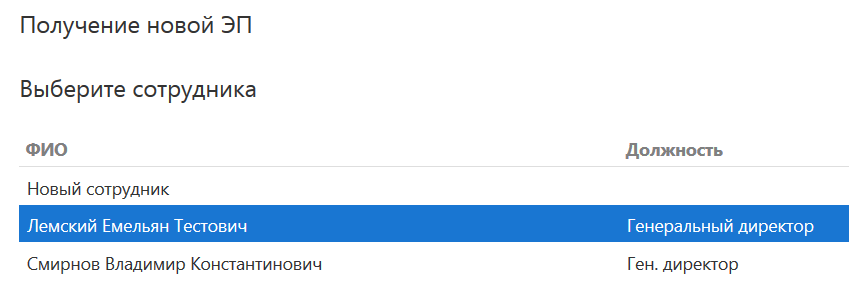 Получение новой ЭП
Выберите сотрудника
ФИО Должность
Новый сотрудник
Лемский Емельян Тестович Генеральный директор
Смирнов Владимир Константинович Ген. директор